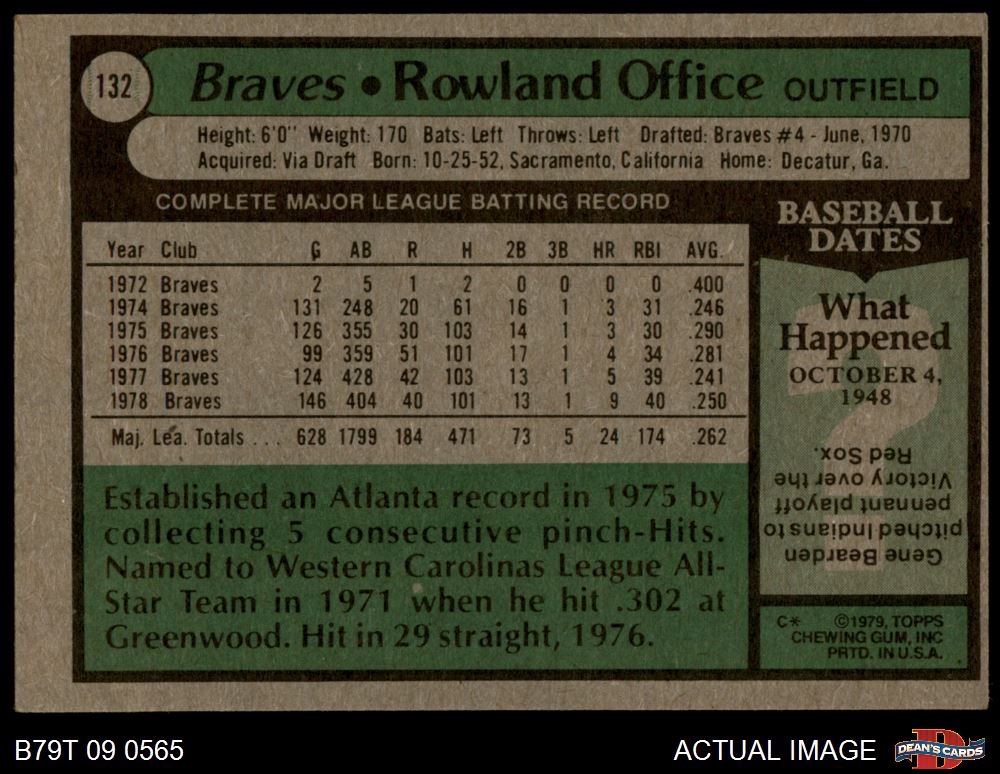 132
Braves • Rowland Office OUTFIELD
Height: 6'0" Weight: 170 Bats: Left Throws: Left Drafted: Braves #4 - June, 1970
Acquired: Via Draft Born: 10-25-52, Sacramento, California Home: Decatur, Ga.
COMPLETE MAJOR LEAGUE BATTING RECORD
Year Club G AB R H 2B 3B HR RBI AVG.
1972 Braves 2 5 1 2 0 0 0 0 .400
1974 Braves 131 248 20 61 16 1 3 31 .246
1975 Braves 126 355 30 103 14 1 3 30 .290
1976 Braves 99 359 51 101 17 1 4 34 .281
1977 Braves 124 428 42 103 13 1 5 39 .241
1978 Braves 146 404 40 101 13 1 9 40 .250
Maj. Lea. Totals . . . 628 1799 184 471 73 5 24 174 .262
Established an Atlanta record in 1975 by
collecting 5 consecutive pinch-Hits.
Named to Western Carolinas League All-
Star Team in 1971 when he hit .302 at
Greenwood. Hit in 29 straight, 1976.
BASEBALL
DATES
What
Happened
OCTOBER 4,
1948
?
Gene Bearden
pitched Indians to
pennant playoff
Victory over the
Red Sox.
C* ©1979, TOPPS
CHEWING GUM, INC
PRTD. IN U.S.A.
B79T 09 0565
ACTUAL IMAGE
D
DEAN'S CARDS